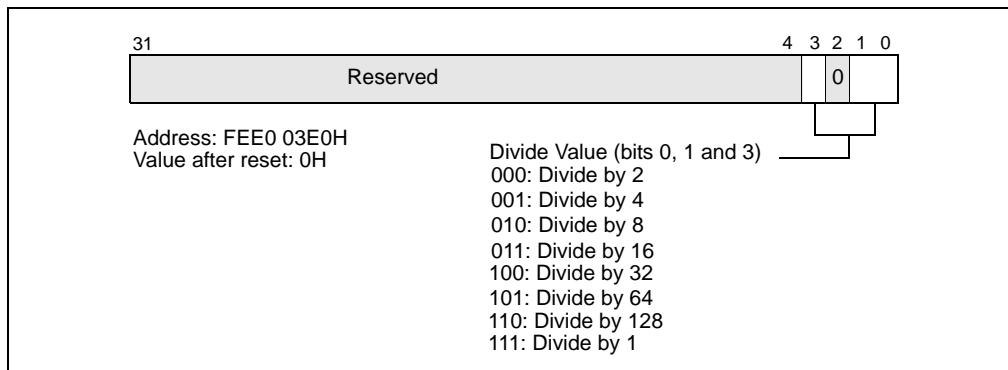 31 4 3 2 1 0
Reserved 0
Address: FEE0 03E0H
Value after reset: 0H
Divide Value (bits 0, 1 and 3)
000: Divide by 2
001: Divide by 4
010: Divide by 8
011: Divide by 16
100: Divide by 32
101: Divide by 64
110: Divide by 128
111: Divide by 1